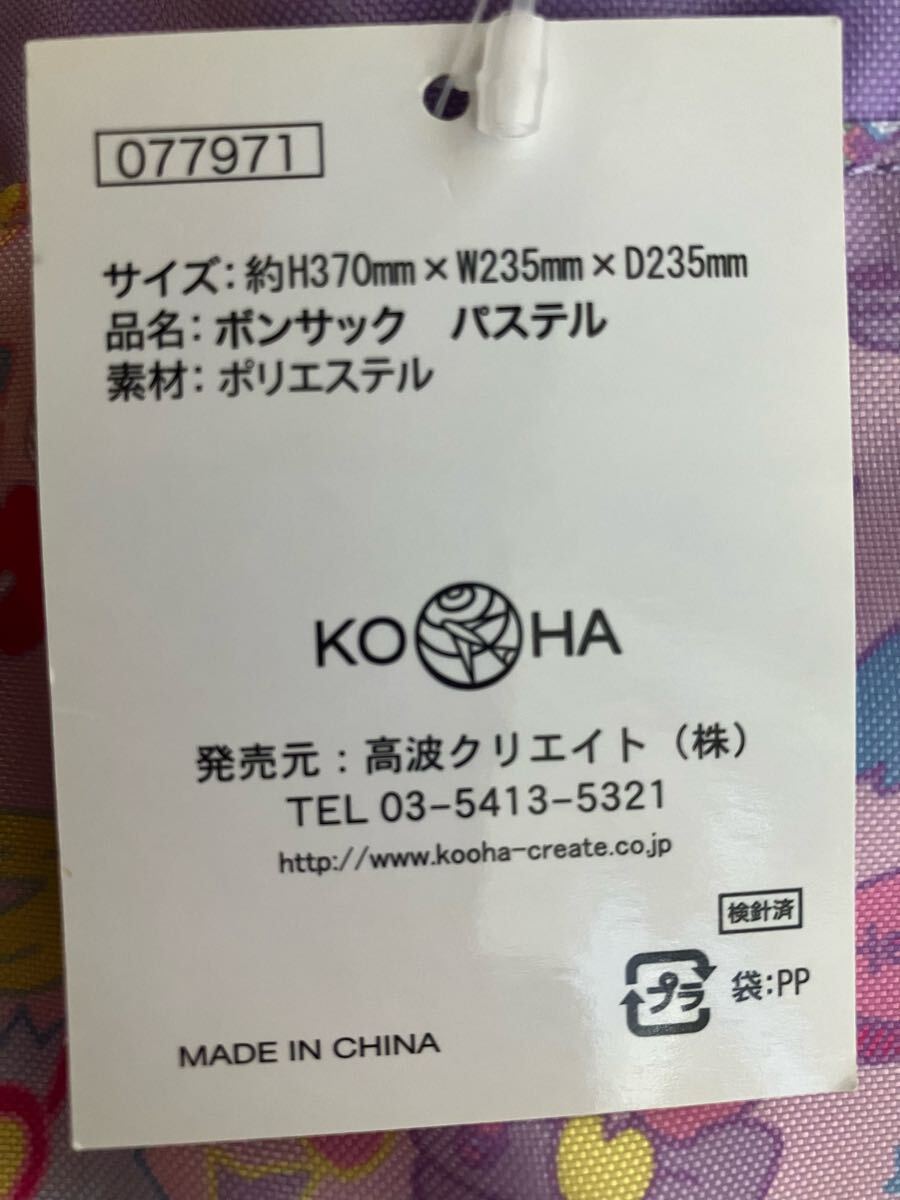 077971
サイズ：約H370mm×W235mm×D235mm
品名：ボンサック　パステル
素材：ポリエステル
KOOHA
発売元：高波クリエイト（株）
TEL 03-5413-5321
http://www.kooha-create.co.jp
検針済
プラ 袋：PP
MADE IN CHINA